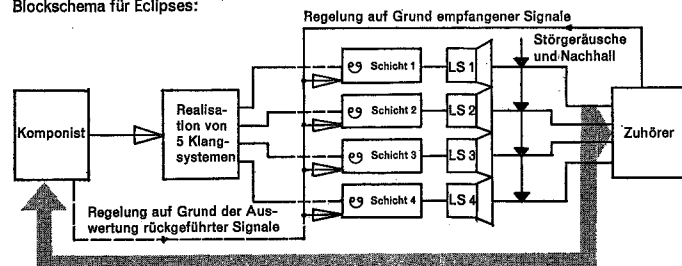 Blockschema für Eclipses:
Regelung auf Grund empfangener Signale
Störgeräusche
und Nachhall
Schicht 1
LS 1
Komponist
Realisa-
tion von
5 Klang-
systemen
Schicht 2
LS 2
Zuhörer
Schicht 3
LS 3
Schicht 4
LS 4
Regelung auf Grund der Aus-
wertung rückgeführter Signale